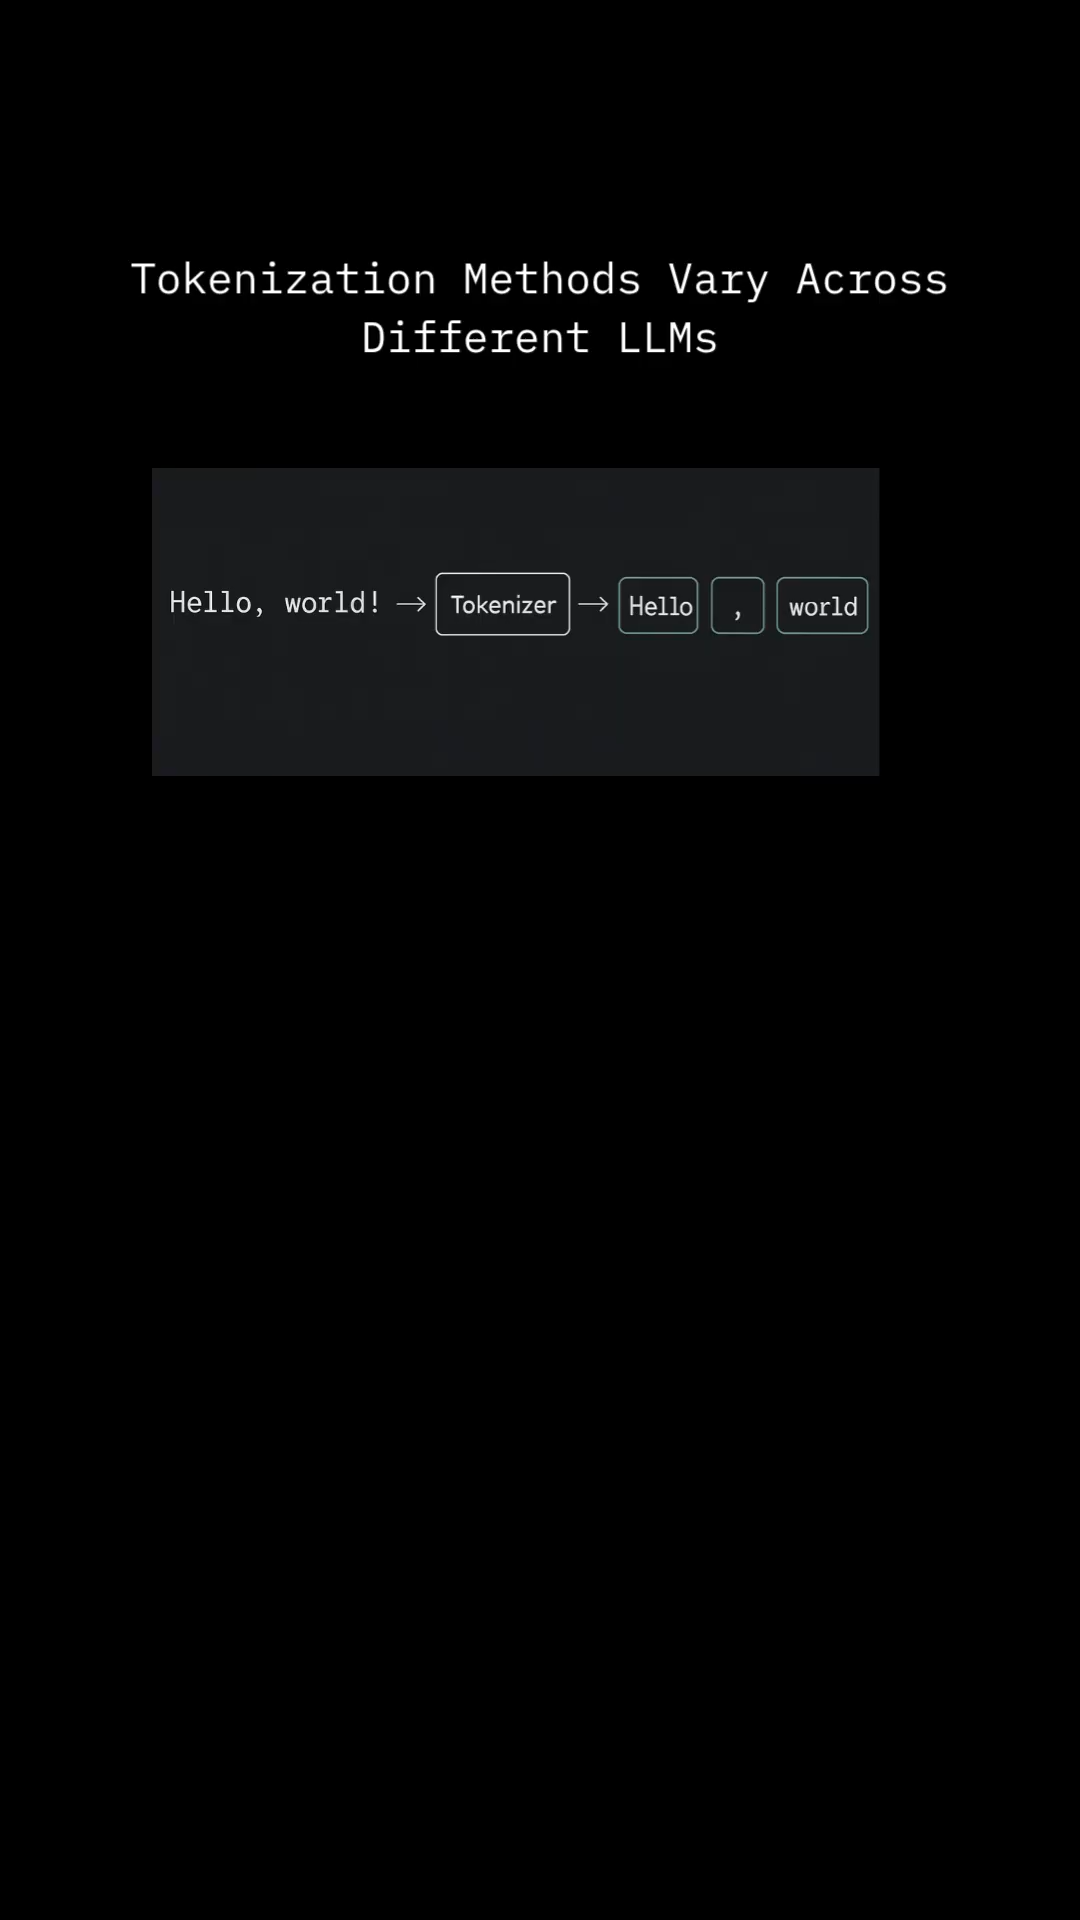 Tokenization Methods Vary Across
Different LLMs
Hello, world! → Tokenizer → Hello , world